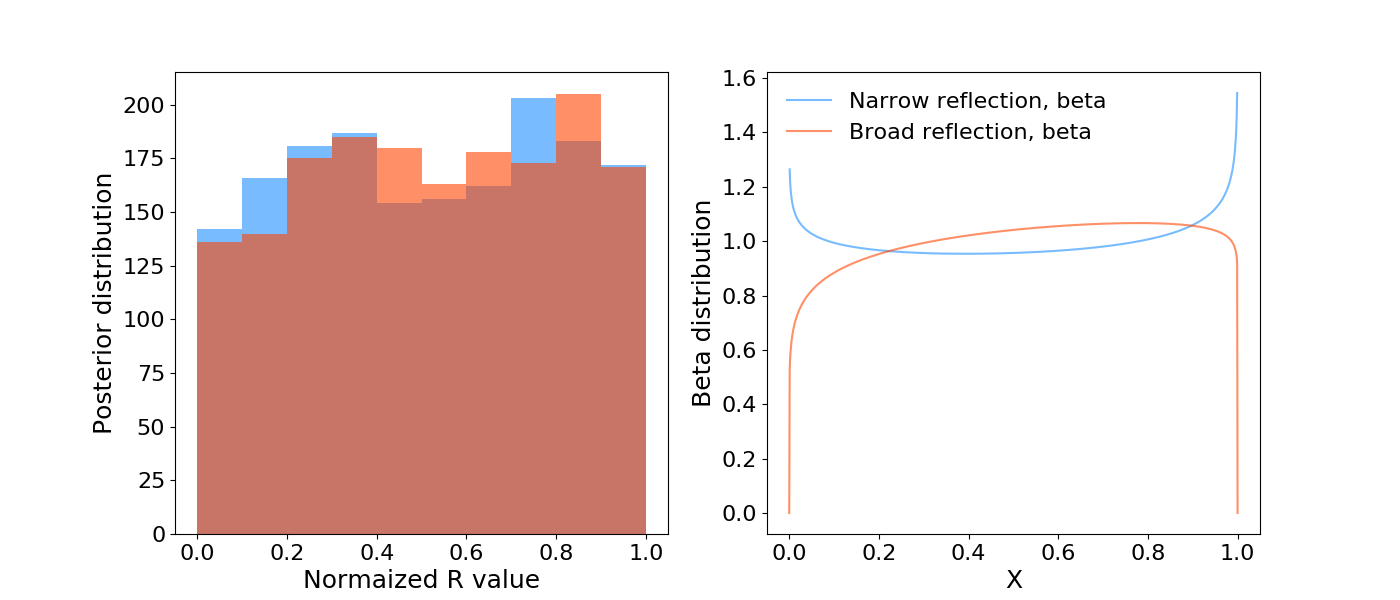 Posterior distribution
200
175
150
125
100
75
50
25
0
0.0 0.2 0.4 0.6 0.8 1.0
Normaized R value
Beta distribution
1.6
1.4
1.2
1.0
0.8
0.6
0.4
0.2
0.0
Narrow reflection, beta
Broad reflection, beta
0.0 0.2 0.4 0.6 0.8 1.0
X